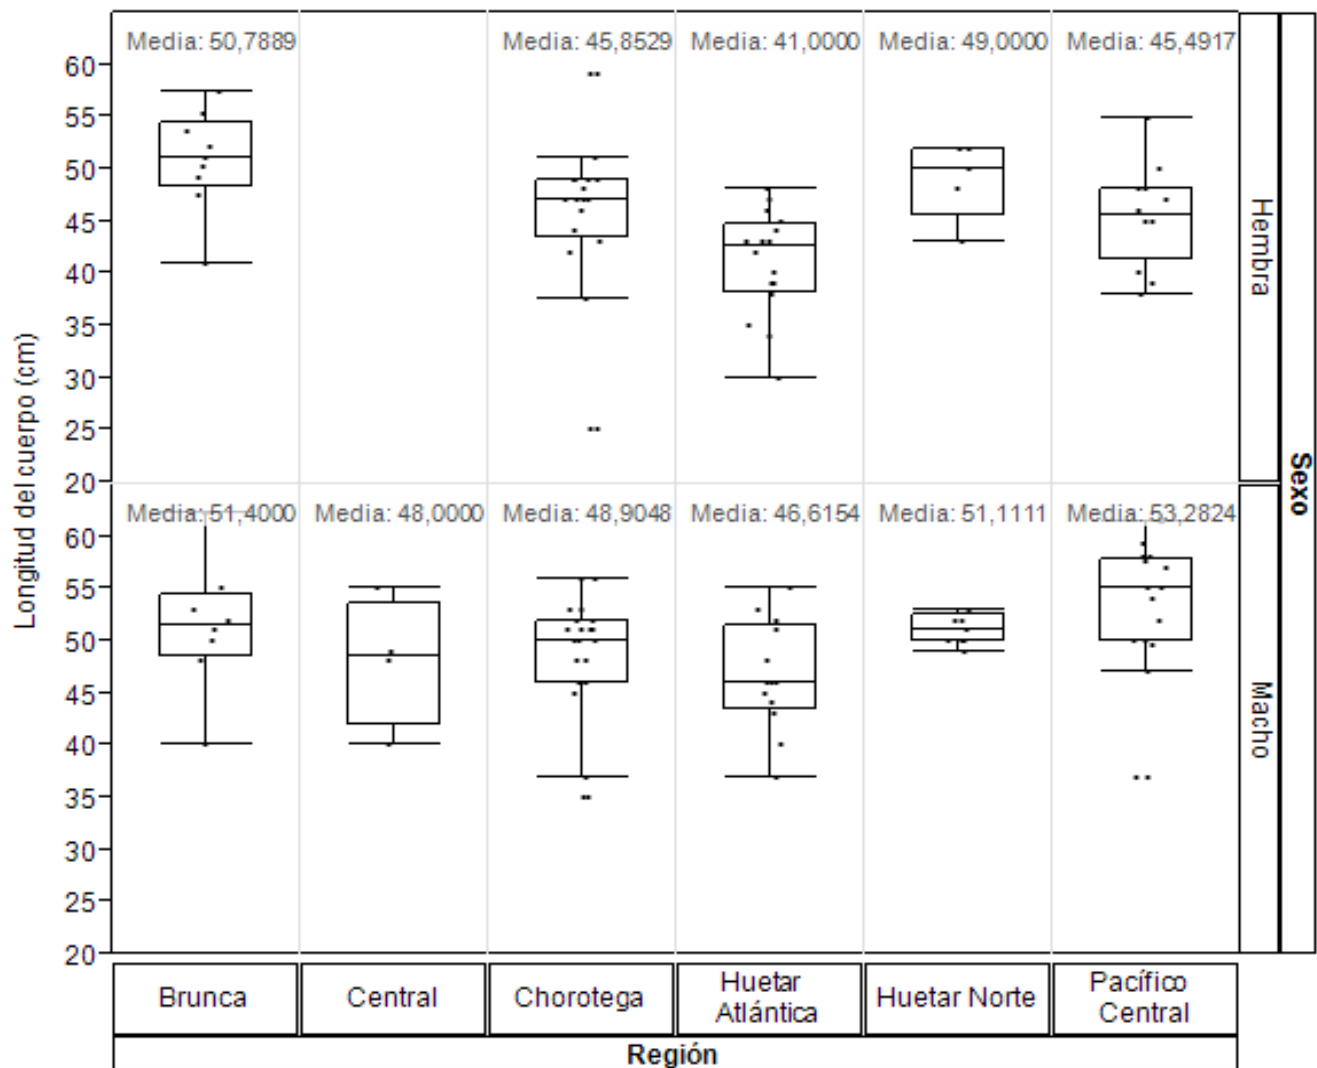 Media: 50,7889 Media: 45,8529 Media: 41,0000 Media: 49,0000 Media: 45,4917
60
55
50
45
40
35
30
25
20
Hembra
Media: 51,4000 Media: 48,0000 Media: 48,9048 Media: 46,6154 Media: 51,1111 Media: 53,2824
60
55
50
45
40
35
30
25
20
Macho
Longitud del cuerpo (cm)
Sexo
Brunca
Central
Chorotega
Huetar
Atlántica
Huetar Norte
Pacífico
Central
Región